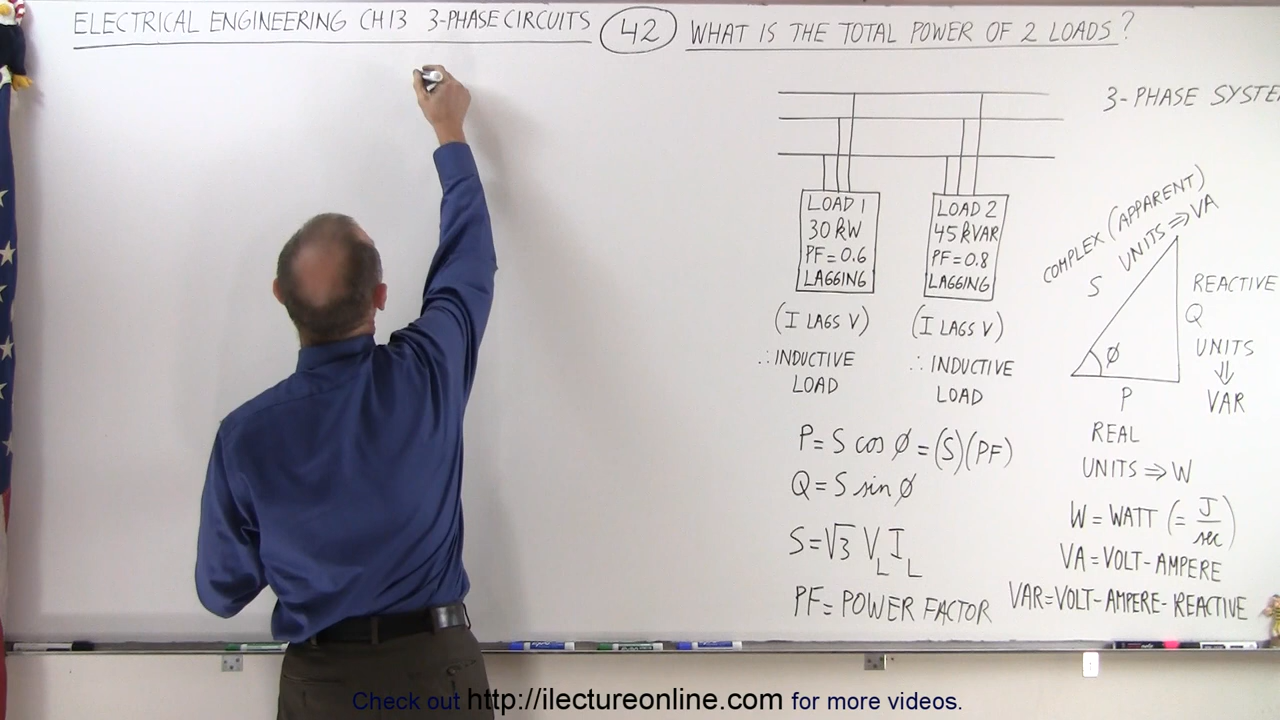 ELECTRICAL ENGINEERING CH13 3-PHASE CIRCUITS 42 WHAT IS THE TOTAL POWER OF 2 LOADS?
3-PHASE SYSTEM
LOAD 1
30 kW
PF = 0.6
LAGGING
(I LAGS V)
∴ INDUCTIVE
LOAD
LOAD 2
45 kVAR
PF = 0.8
LAGGING
(I LAGS V)
∴ INDUCTIVE
LOAD
COMPLEX (APPARENT)
S UNITS ⇒ VA
REACTIVE
Q
UNITS
⇓
VAR
ϕ
P
REAL
UNITS ⇒ W
P = S cos ϕ = (S)(PF)
Q = S sin ϕ
S = √3 V_L I_L
PF = POWER FACTOR
W = WATT (= J/sec)
VA = VOLT-AMPERE
VAR = VOLT-AMPERE-REACTIVE
Check out http://ilectureonline.com for more videos.